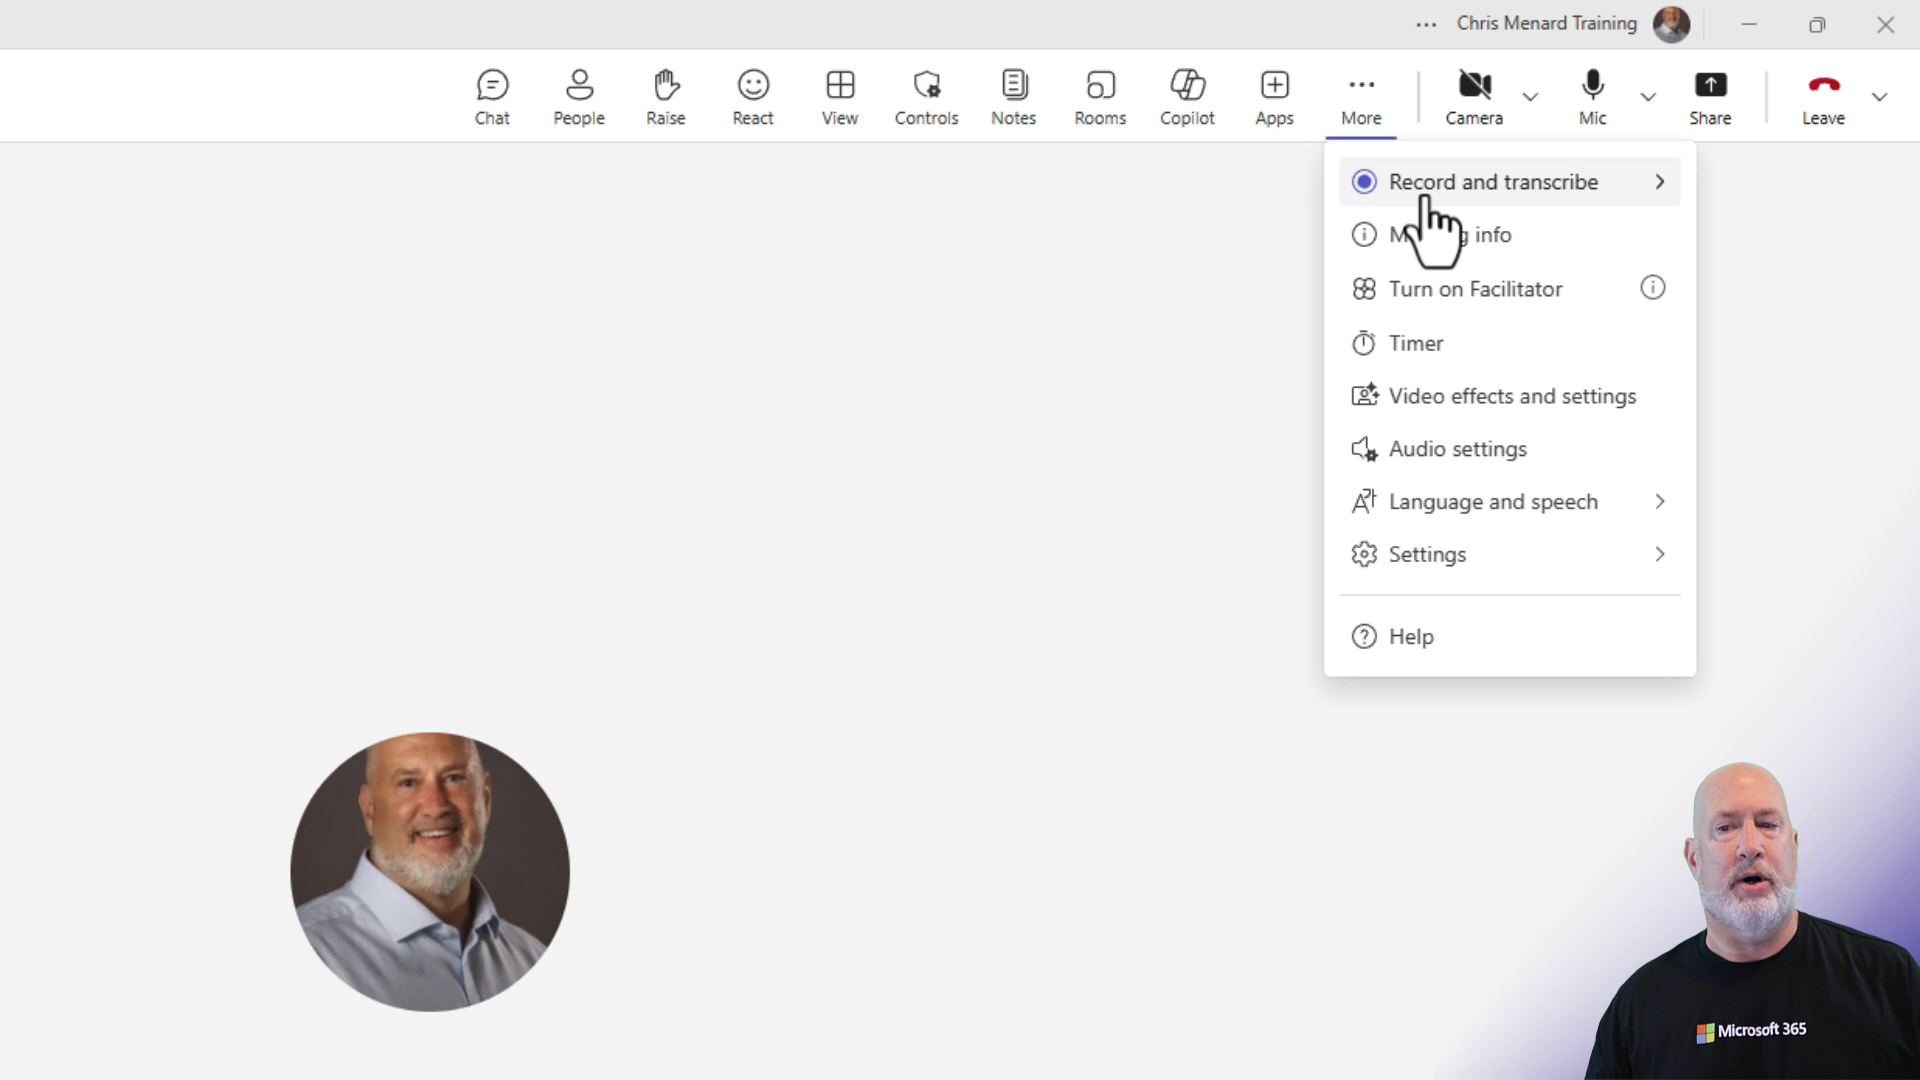 Chris Menard Training
Chat People Raise React View Controls Notes Rooms Copilot Apps More Camera Mic Share Leave
Record and transcribe
info
Turn on Facilitator
Timer
Video effects and settings
Audio settings
Language and speech
Settings
Help
Microsoft 365